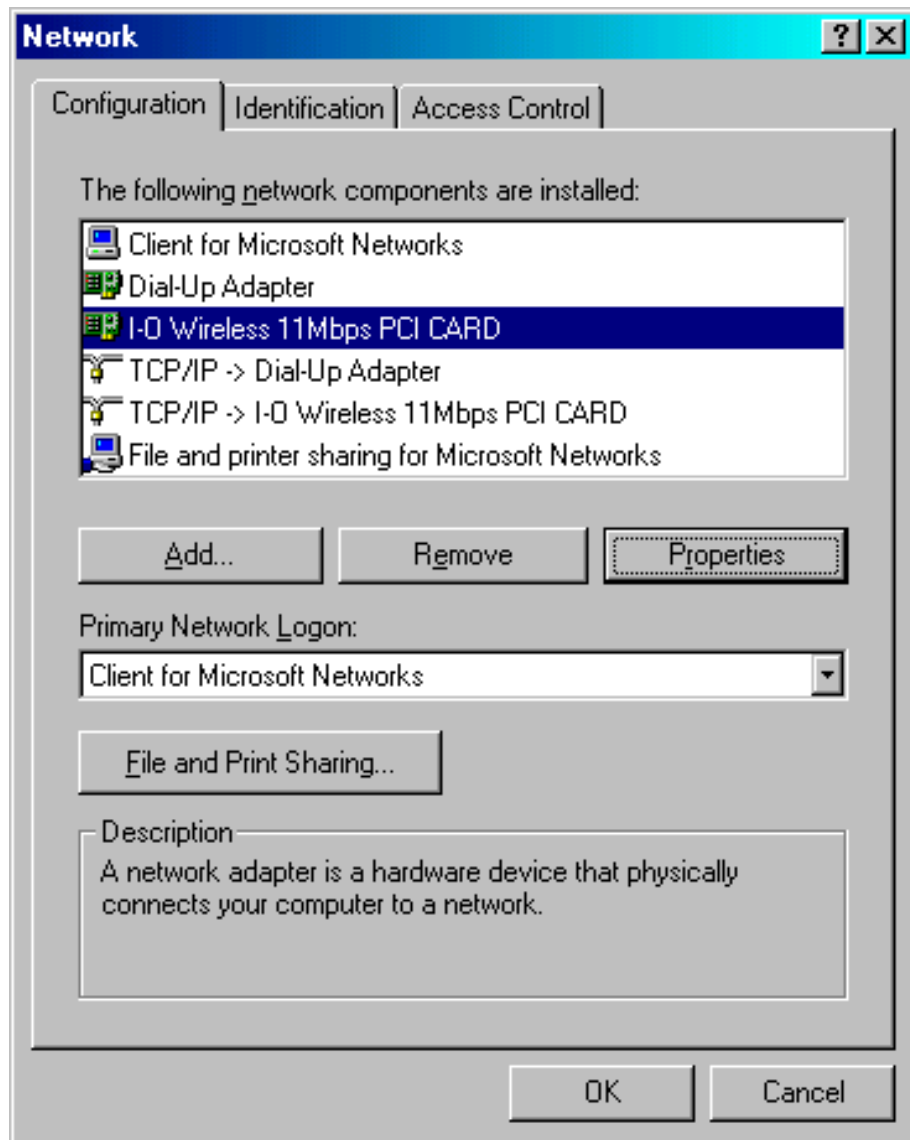 Network
Configuration
Identification
Access Control
The following network components are installed:
Client for Microsoft Networks
Dial-Up Adapter
I-O Wireless 11Mbps PCI CARD
TCP/IP -> Dial-Up Adapter
TCP/IP -> I-O Wireless 11Mbps PCI CARD
File and printer sharing for Microsoft Networks
Add...
Remove
Properties
Primary Network Logon:
Client for Microsoft Networks
File and Print Sharing...
Description
A network adapter is a hardware device that physically
connects your computer to a network.
OK
Cancel